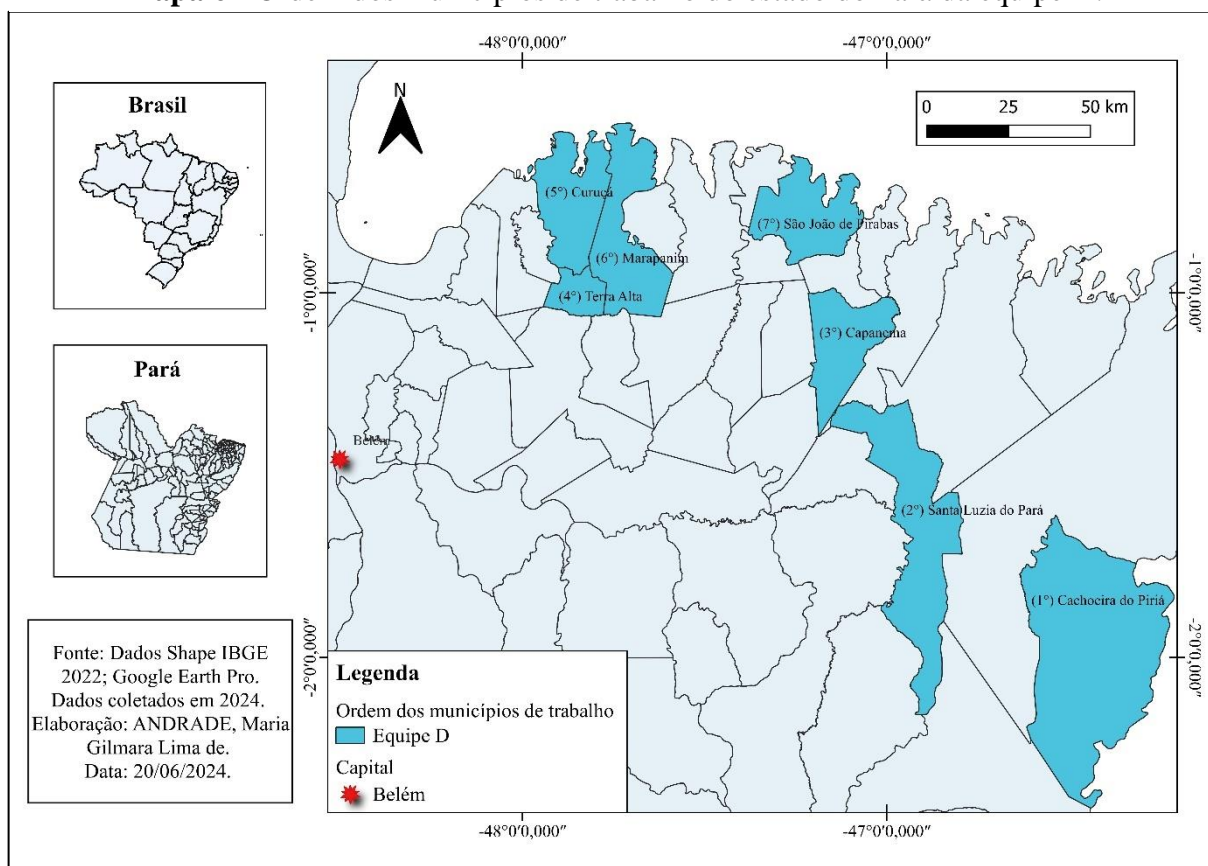 -48°0′0,000″
-47°0′0,000″
Brasil
N
0 25 50 km
(5°) Curuçá
(7°) São João de Pirabas
(6°) Marapanim
(4°) Terra Alta
-1°0′0,000″
-1°0′0,000″
(3°) Capanema
Pará
Belém
(2°) Santa Luzia do Pará
(1°) Cachoeira do Piriá
Fonte: Dados Shape IBGE
2022; Google Earth Pro.
Dados coletados em 2024.
Elaboração: ANDRADE, Maria
Gilmara Lima de.
Data: 20/06/2024.
-2°0′0,000″
-2°0′0,000″
Legenda
Ordem dos municípios de trabalho
Equipe D
Capital
Belém
-48°0′0,000″
-47°0′0,000″